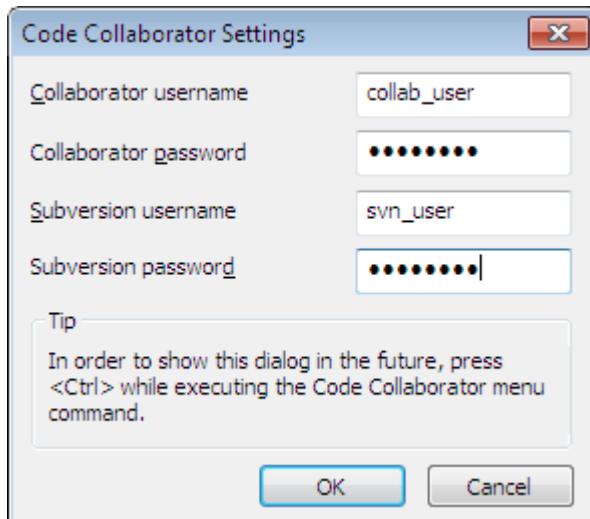 Code Collaborator Settings
Collaborator username collab_user
Collaborator password ●●●●●●●●
Subversion username svn_user
Subversion password ●●●●●●●●
Tip
In order to show this dialog in the future, press
<Ctrl> while executing the Code Collaborator menu
command.
OK Cancel